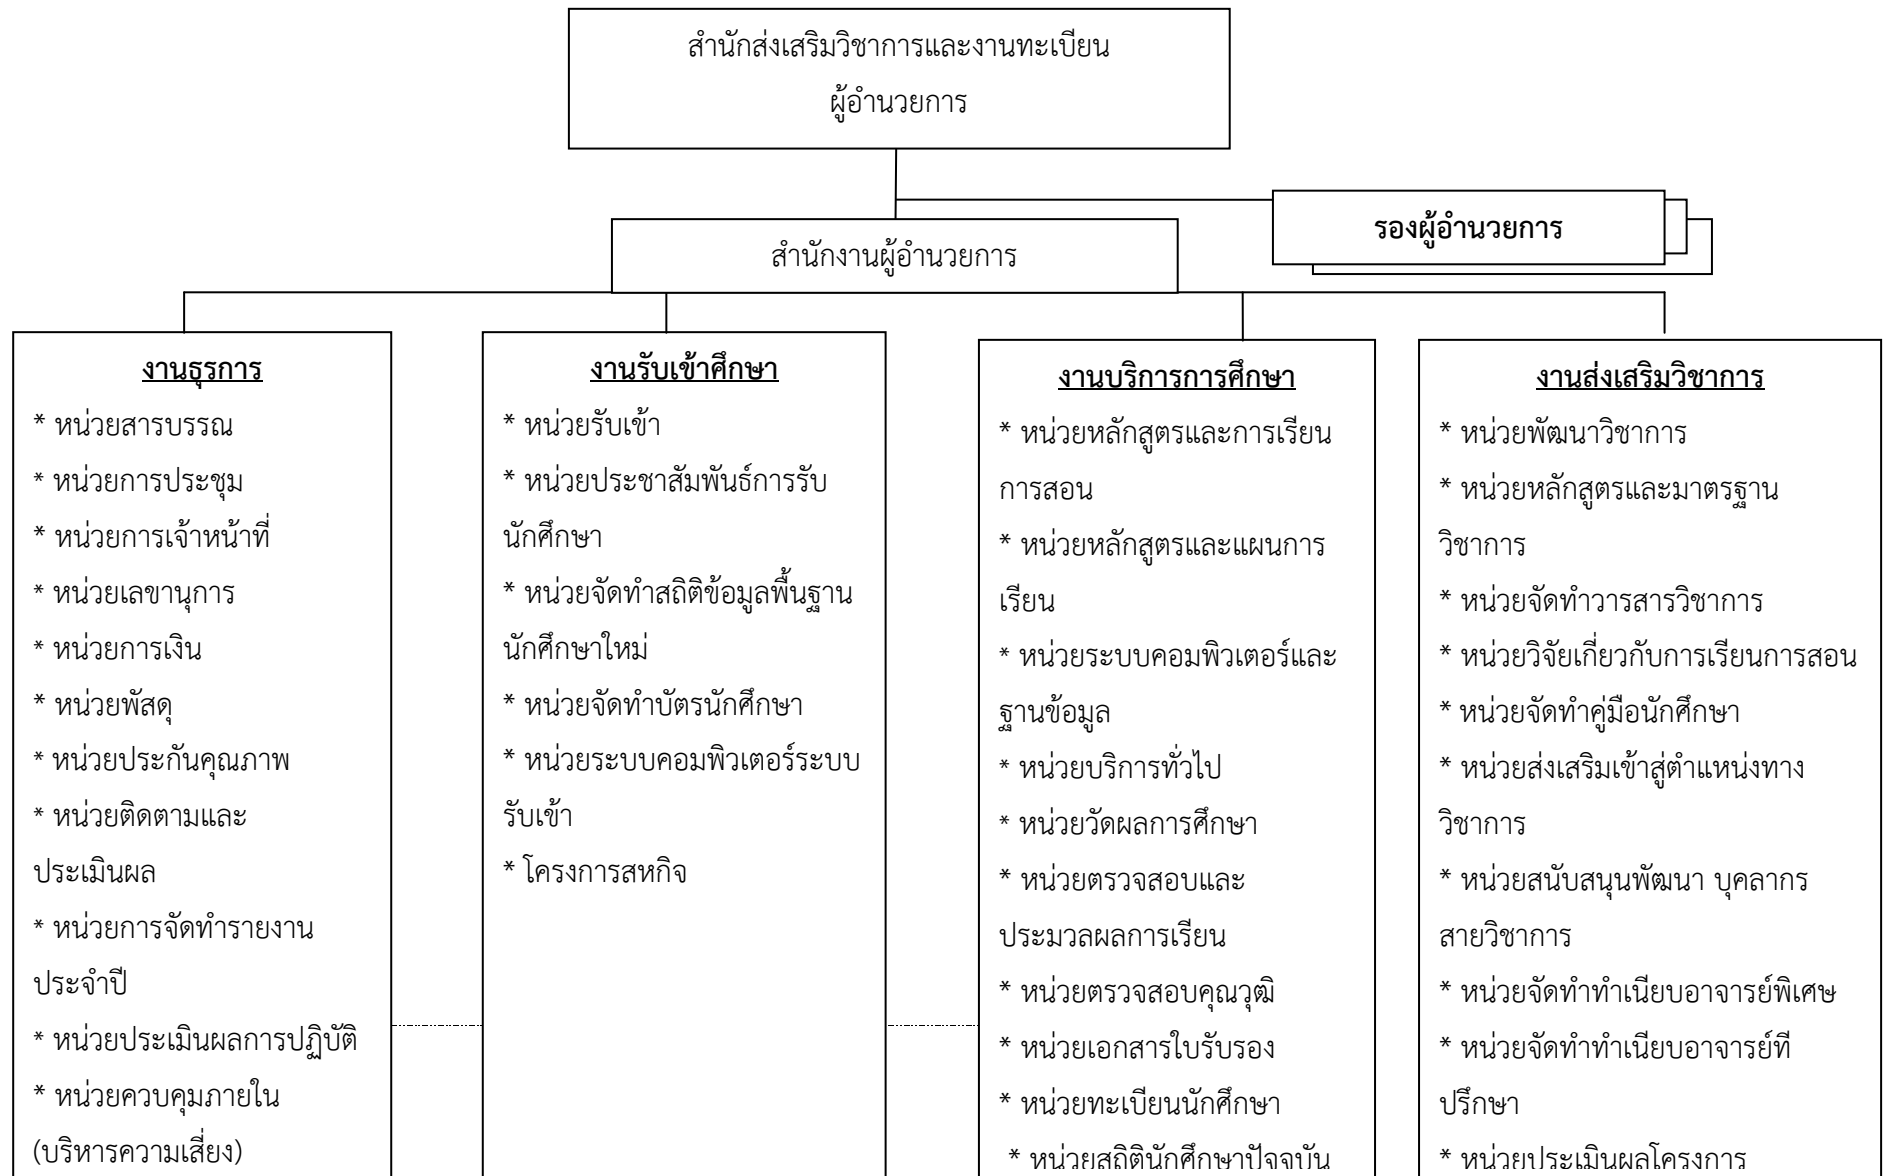 สำนักส่งเสริมวิชาการและงานทะเบียน
ผู้อำนวยการ
รองผู้อำนวยการ
สำนักงานผู้อำนวยการ
งานธุรการ
* หน่วยสารบรรณ
* หน่วยการประชุม
* หน่วยการเจ้าหน้าที่
* หน่วยเลขานุการ
* หน่วยการเงิน
* หน่วยพัสดุ
* หน่วยประกันคุณภาพ
* หน่วยติดตามและ
ประเมินผล
* หน่วยการจัดทำรายงาน
ประจำปี
* หน่วยประเมินผลการปฏิบัติ
* หน่วยควบคุมภายใน
(บริหารความเสี่ยง)
งานรับเข้าศึกษา
* หน่วยรับเข้า
* หน่วยประชาสัมพันธ์การรับ
นักศึกษา
* หน่วยจัดทำสถิติข้อมูลพื้นฐาน
นักศึกษาใหม่
* หน่วยจัดทำบัตรนักศึกษา
* หน่วยระบบคอมพิวเตอร์ระบบ
รับเข้า
* โครงการสหกิจ
งานบริการการศึกษา
* หน่วยหลักสูตรและการเรียน
การสอน
* หน่วยหลักสูตรและแผนการ
เรียน
* หน่วยระบบคอมพิวเตอร์และ
ฐานข้อมูล
* หน่วยบริการทั่วไป
* หน่วยวัดผลการศึกษา
* หน่วยตรวจสอบและ
ประมวลผลการเรียน
* หน่วยตรวจสอบคุณวุฒิ
* หน่วยเอกสารใบรับรอง
* หน่วยทะเบียนนักศึกษา
* หน่วยสถิตินักศึกษาปัจจุบัน
งานส่งเสริมวิชาการ
* หน่วยพัฒนาวิชาการ
* หน่วยหลักสูตรและมาตรฐาน
วิชาการ
* หน่วยจัดทำวารสารวิชาการ
* หน่วยวิจัยเกี่ยวกับการเรียนการสอน
* หน่วยจัดทำคู่มือนักศึกษา
* หน่วยส่งเสริมเข้าสู่ตำแหน่งทาง
วิชาการ
* หน่วยสนับสนุนพัฒนา บุคลากร
สายวิชาการ
* หน่วยจัดทำทำเนียบอาจารย์พิเศษ
* หน่วยจัดทำทำเนียบอาจารย์ที
ปรึกษา
* หน่วยประเมินผลโครงการ